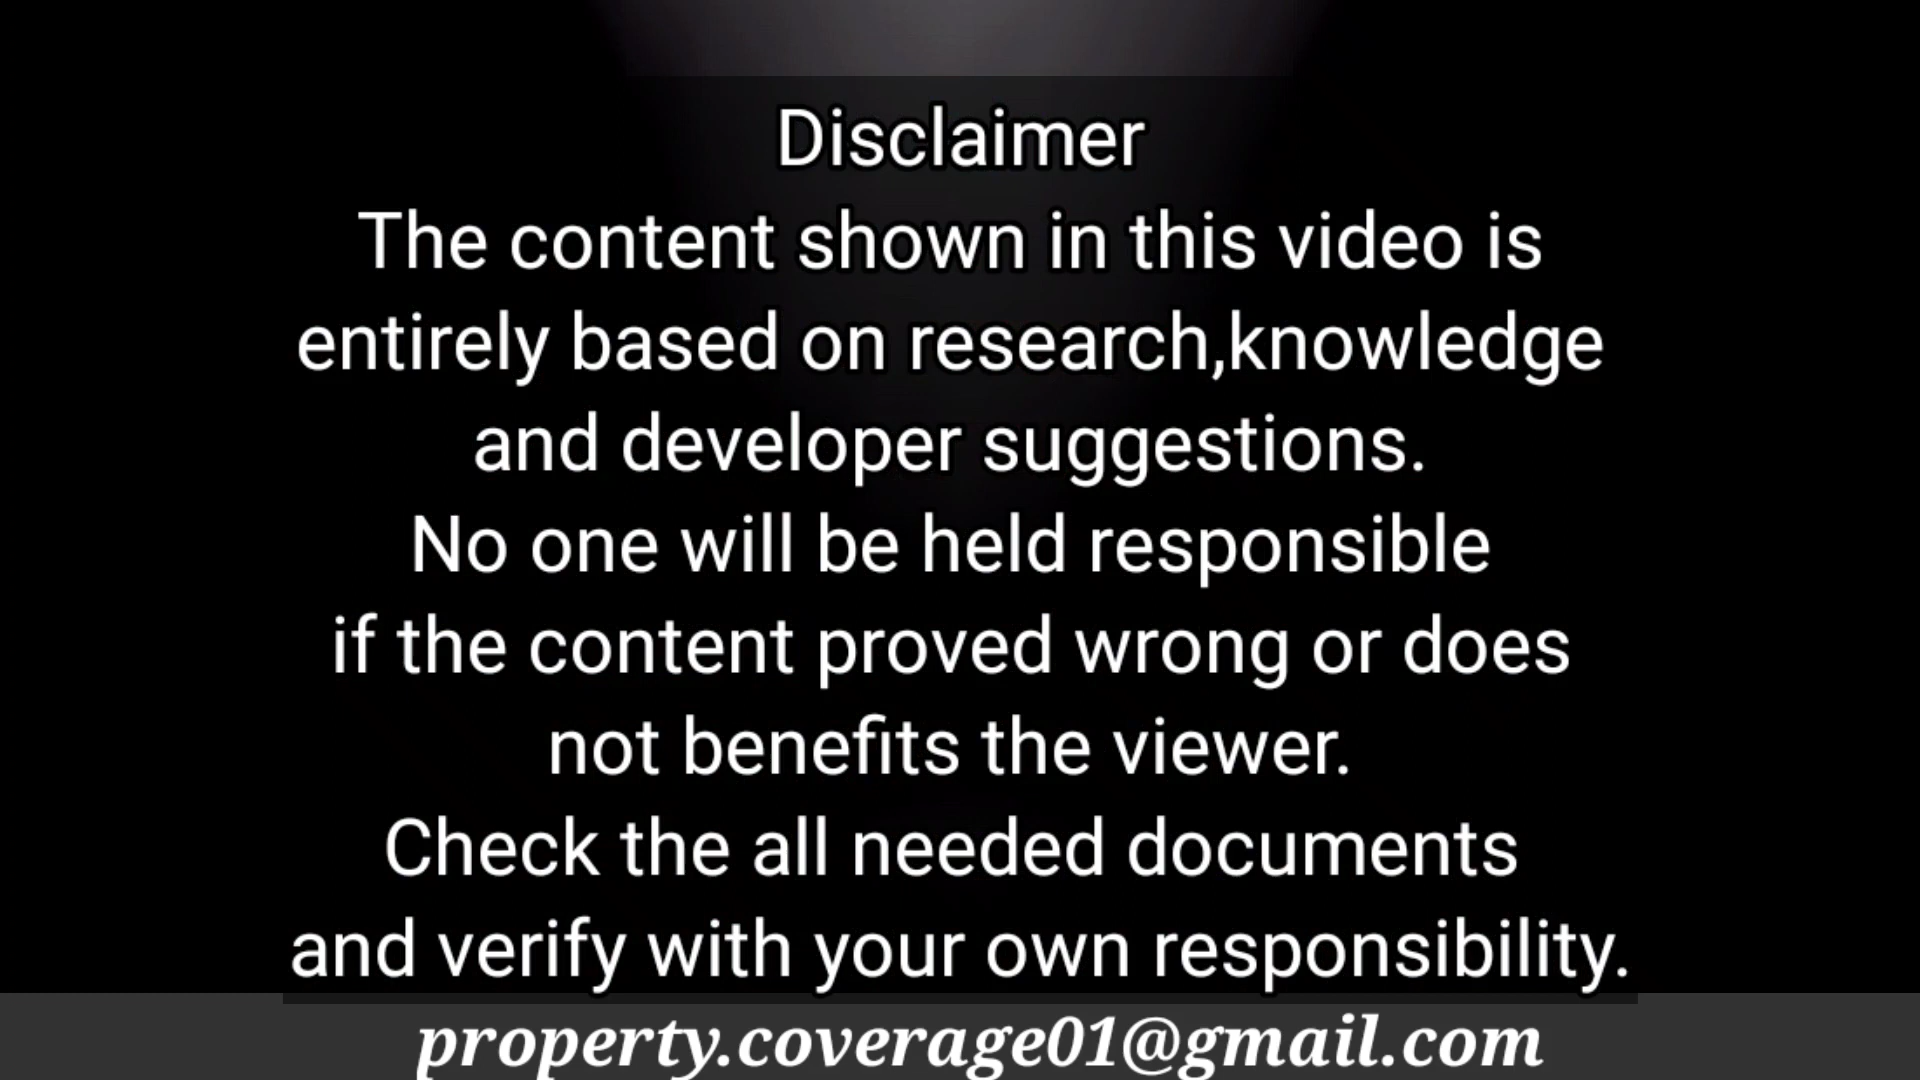 Disclaimer
The content shown in this video is
entirely based on research,knowledge
and developer suggestions.
No one will be held responsible
if the content proved wrong or does
not benefits the viewer.
Check the all needed documents
and verify with your own responsibility.
property.coverage01@gmail.com